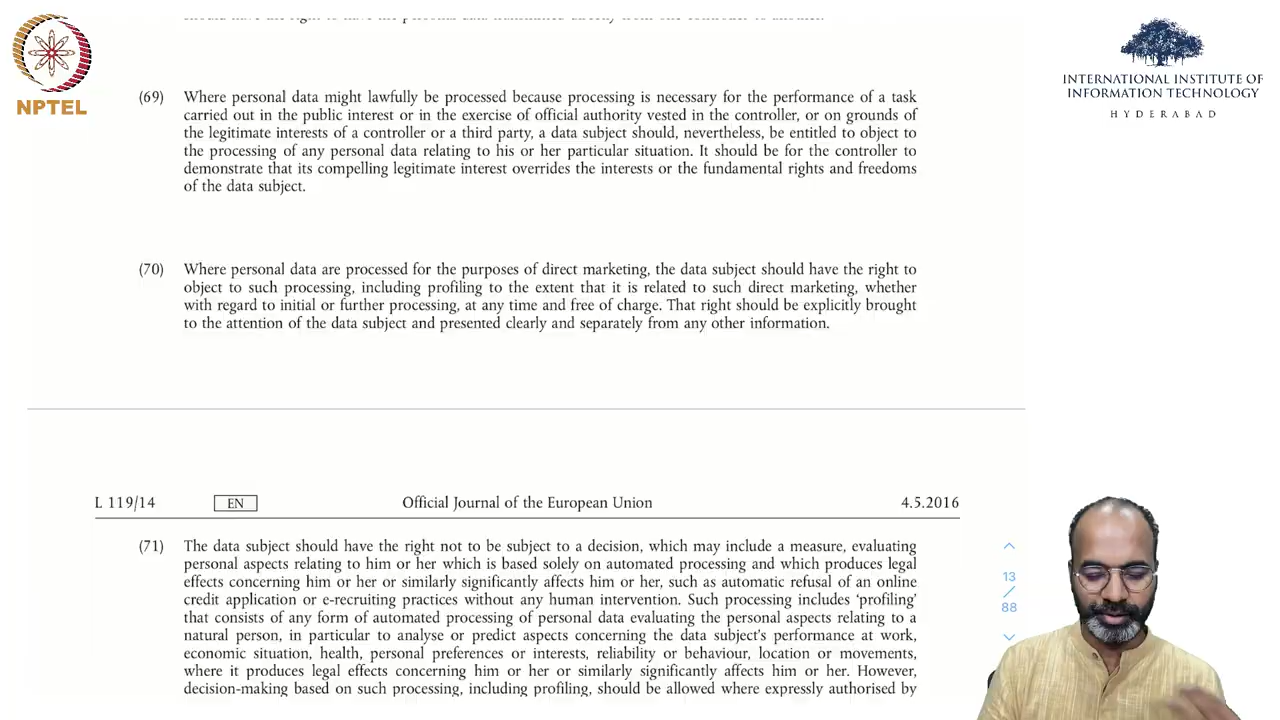 NPTEL
INTERNATIONAL INSTITUTE OF
INFORMATION TECHNOLOGY
HYDERABAD
should have the right to have the personal data transmitted directly from one controller to another.
(69) Where personal data might lawfully be processed because processing is necessary for the performance of a task
carried out in the public interest or in the exercise of official authority vested in the controller, or on grounds of
the legitimate interests of a controller or a third party, a data subject should, nevertheless, be entitled to object to
the processing of any personal data relating to his or her particular situation. It should be for the controller to
demonstrate that its compelling legitimate interest overrides the interests or the fundamental rights and freedoms
of the data subject.
(70) Where personal data are processed for the purposes of direct marketing, the data subject should have the right to
object to such processing, including profiling to the extent that it is related to such direct marketing, whether
with regard to initial or further processing, at any time and free of charge. That right should be explicitly brought
to the attention of the data subject and presented clearly and separately from any other information.
L 119/14 EN Official Journal of the European Union 4.5.2016
(71) The data subject should have the right not to be subject to a decision, which may include a measure, evaluating
personal aspects relating to him or her which is based solely on automated processing and which produces legal
effects concerning him or her or similarly significantly affects him or her, such as automatic refusal of an online
credit application or e-recruiting practices without any human intervention. Such processing includes ‘profiling’
that consists of any form of automated processing of personal data evaluating the personal aspects relating to a
natural person, in particular to analyse or predict aspects concerning the data subject's performance at work,
economic situation, health, personal preferences or interests, reliability or behaviour, location or movements,
where it produces legal effects concerning him or her or similarly significantly affects him or her. However,
decision-making based on such processing, including profiling, should be allowed where expressly authorised by
13
/
88